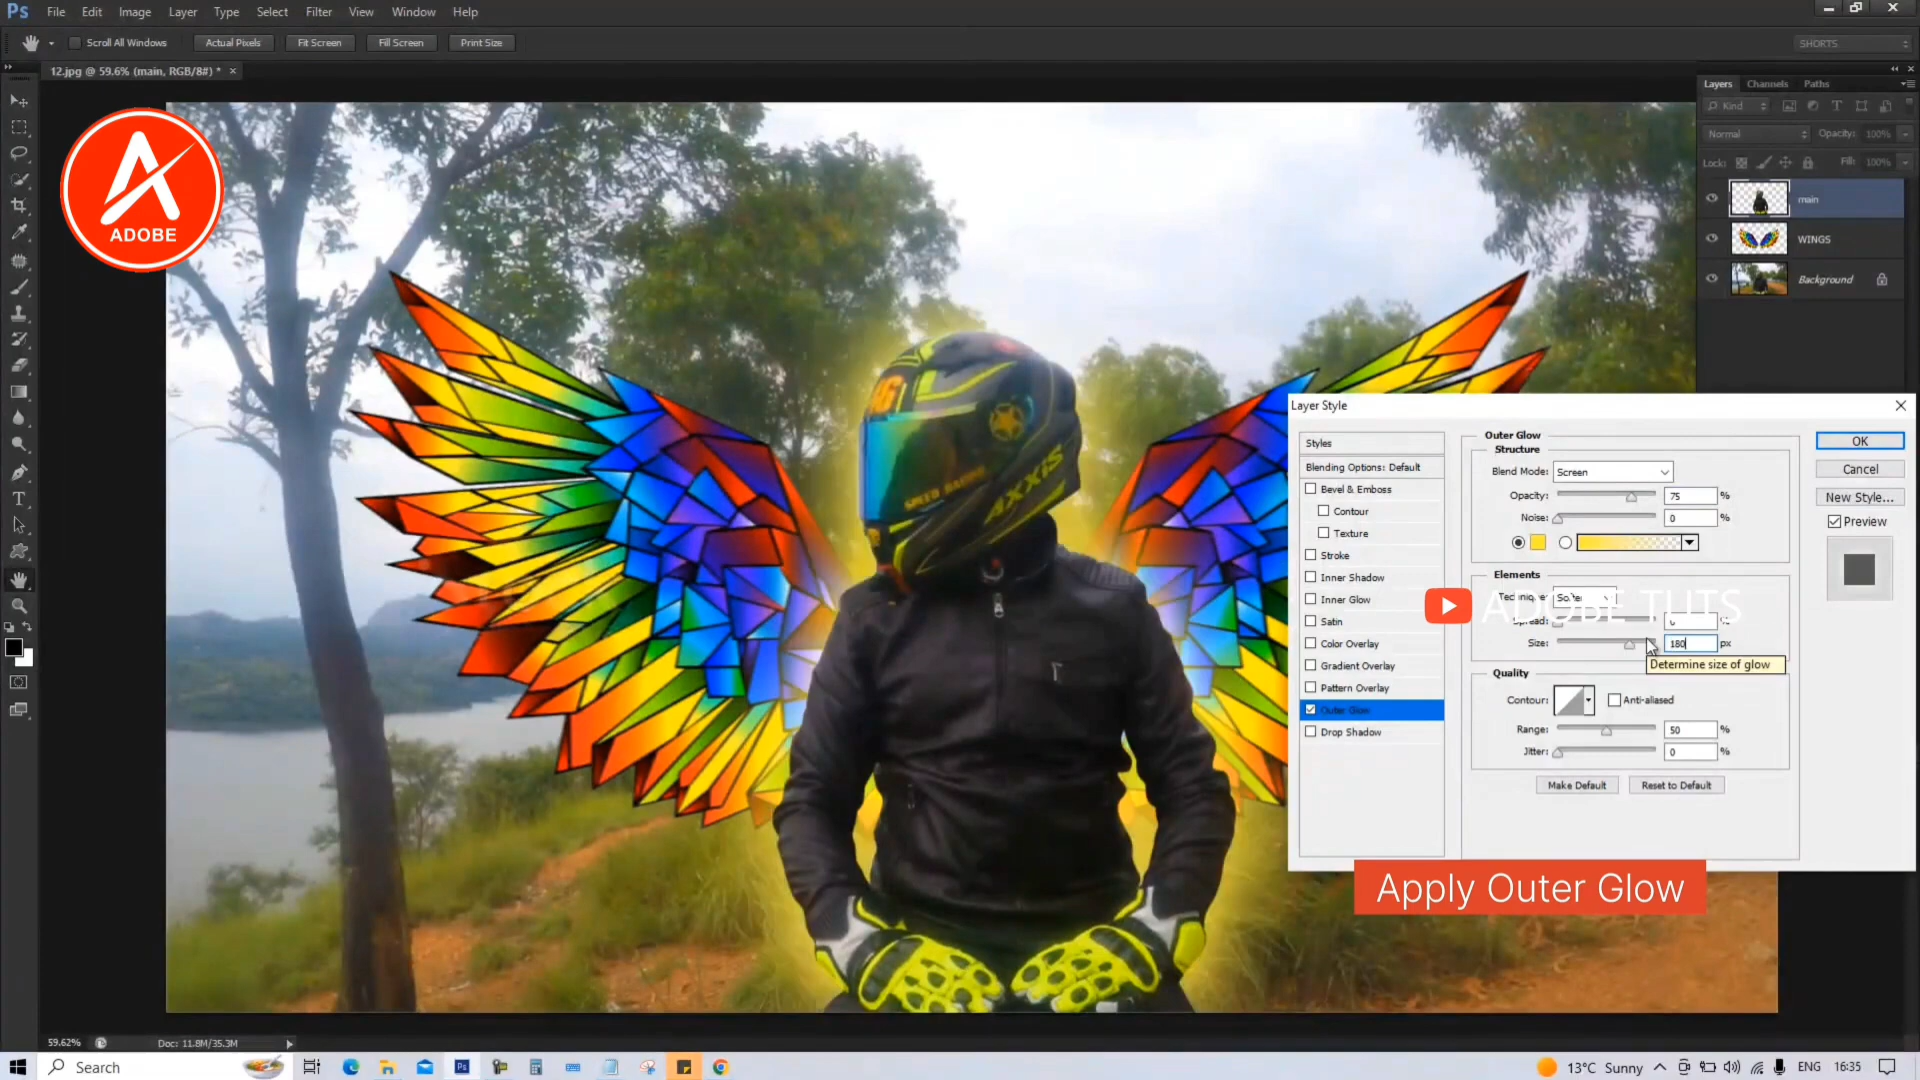 Ps File Edit Image Layer Type Select Filter View Window Help
Scroll All Windows Actual Pixels Fit Screen Fill Screen Print Size SHORTS
12.jpg @ 59.6% (main, RGB/8#) *
ADOBE
Layers Channels Paths
Kind
Normal Opacity: 100%
Lock: Fill: 100%
main
WINGS
Background
46
SPEED RACING
AXXIS
Layer Style
Styles
Blending Options: Default
Bevel & Emboss
Contour
Texture
Stroke
Inner Shadow
Inner Glow
Satin
Color Overlay
Gradient Overlay
Pattern Overlay
Outer Glow
Drop Shadow
Outer Glow
Structure
Blend Mode: Screen
Opacity: 75 %
Noise: 0 %
Elements
Technique: Softer
Spread: 0 %
Size: 180 px
Determine size of glow
Quality
Contour: Anti-aliased
Range: 50 %
Jitter: 0 %
Make Default Reset to Default
OK
Cancel
New Style...
Preview
ADOBE TUTS
Apply Outer Glow
59.62% Doc: 11.8M/35.3M
Search
Ps
13°C Sunny ENG 16:35